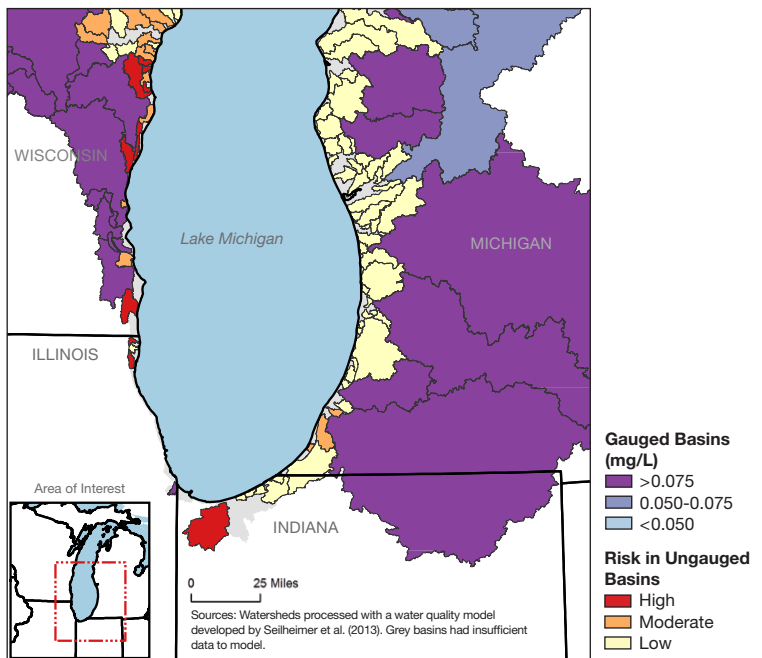 WISCONSIN
Lake Michigan
MICHIGAN
ILLINOIS
INDIANA
Area of Interest
0 25 Miles
Sources: Watersheds processed with a water quality model
developed by Seilheimer et al. (2013). Grey basins had insufficient
data to model.
Gauged Basins
(mg/L)
>0.075
0.050-0.075
<0.050
Risk in Ungauged
Basins
High
Moderate
Low